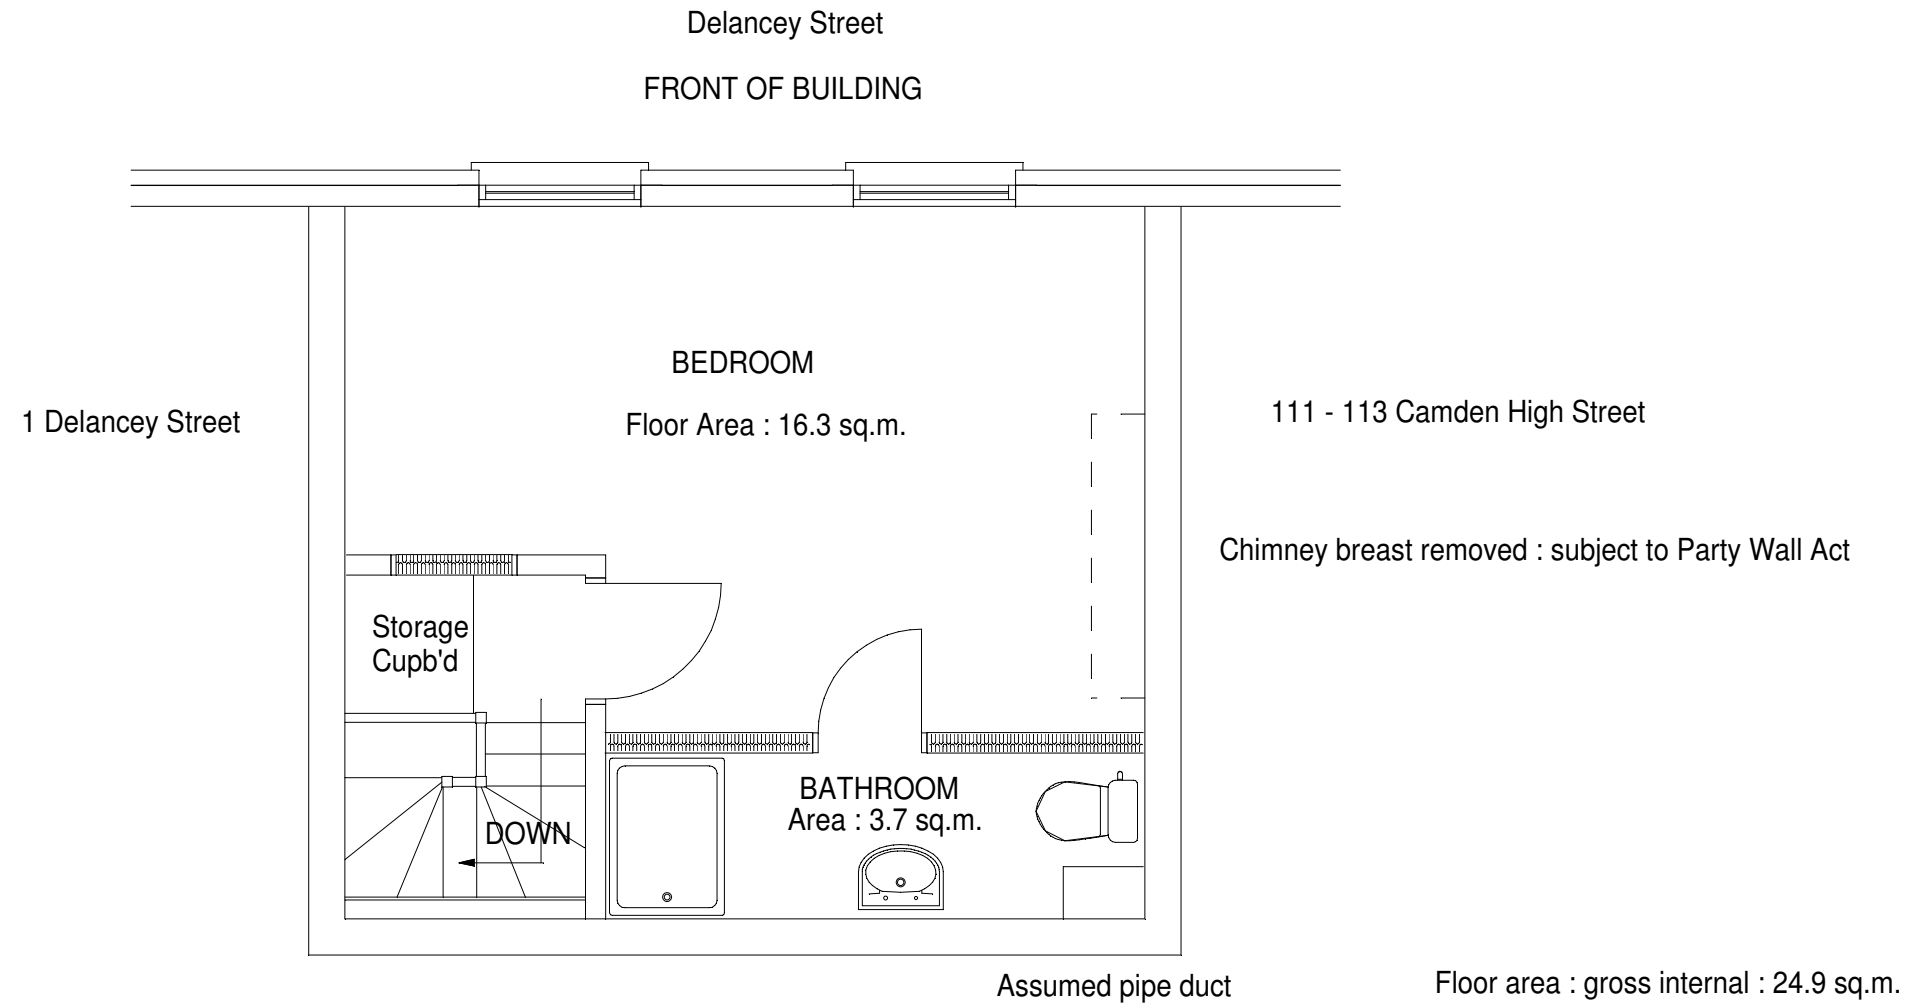 Delancey Street
FRONT OF BUILDING
BEDROOM
Floor Area : 16.3 sq.m.
1 Delancey Street
111 - 113 Camden High Street
Chimney breast removed : subject to Party Wall Act
Storage
Cupb'd
BATHROOM
Area : 3.7 sq.m.
DOWN
Assumed pipe duct
Floor area : gross internal : 24.9 sq.m.